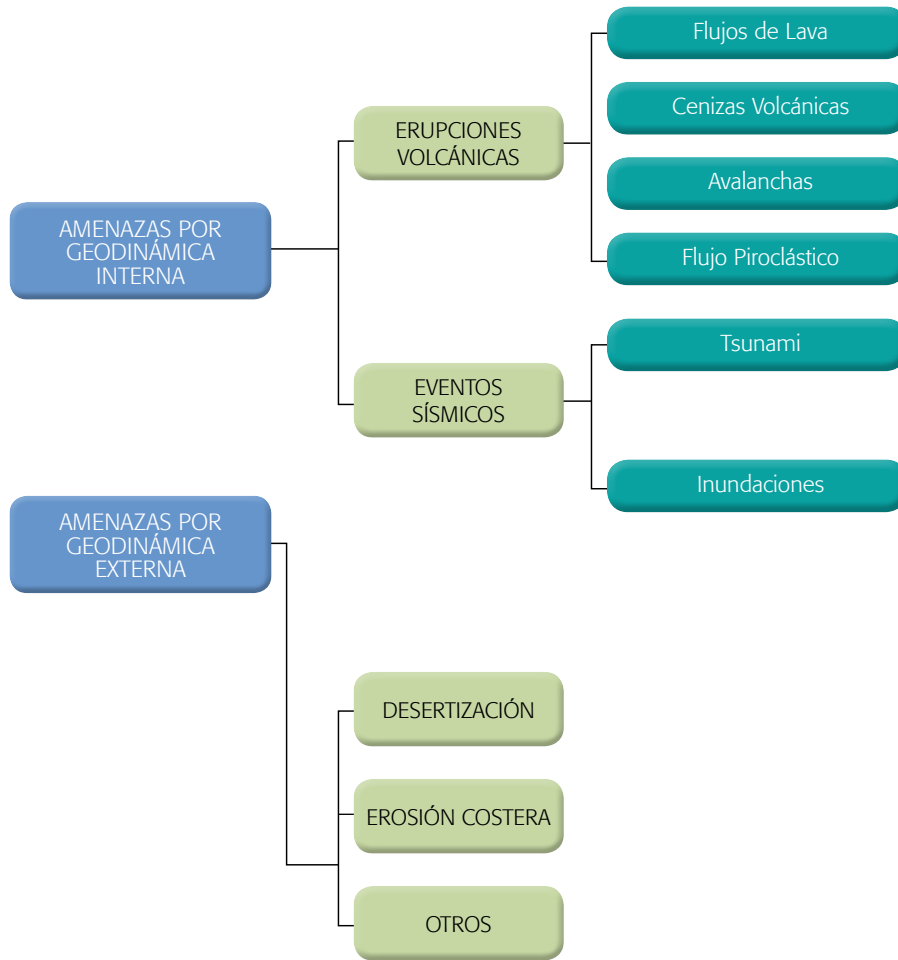 AMENAZAS POR
GEODINÁMICA
INTERNA
ERUPCIONES
VOLCÁNICAS
Flujos de Lava
Cenizas Volcánicas
Avalanchas
Flujo Piroclástico
EVENTOS
SÍSMICOS
Tsunami
Inundaciones
AMENAZAS POR
GEODINÁMICA
EXTERNA
DESERTIZACIÓN
EROSIÓN COSTERA
OTROS